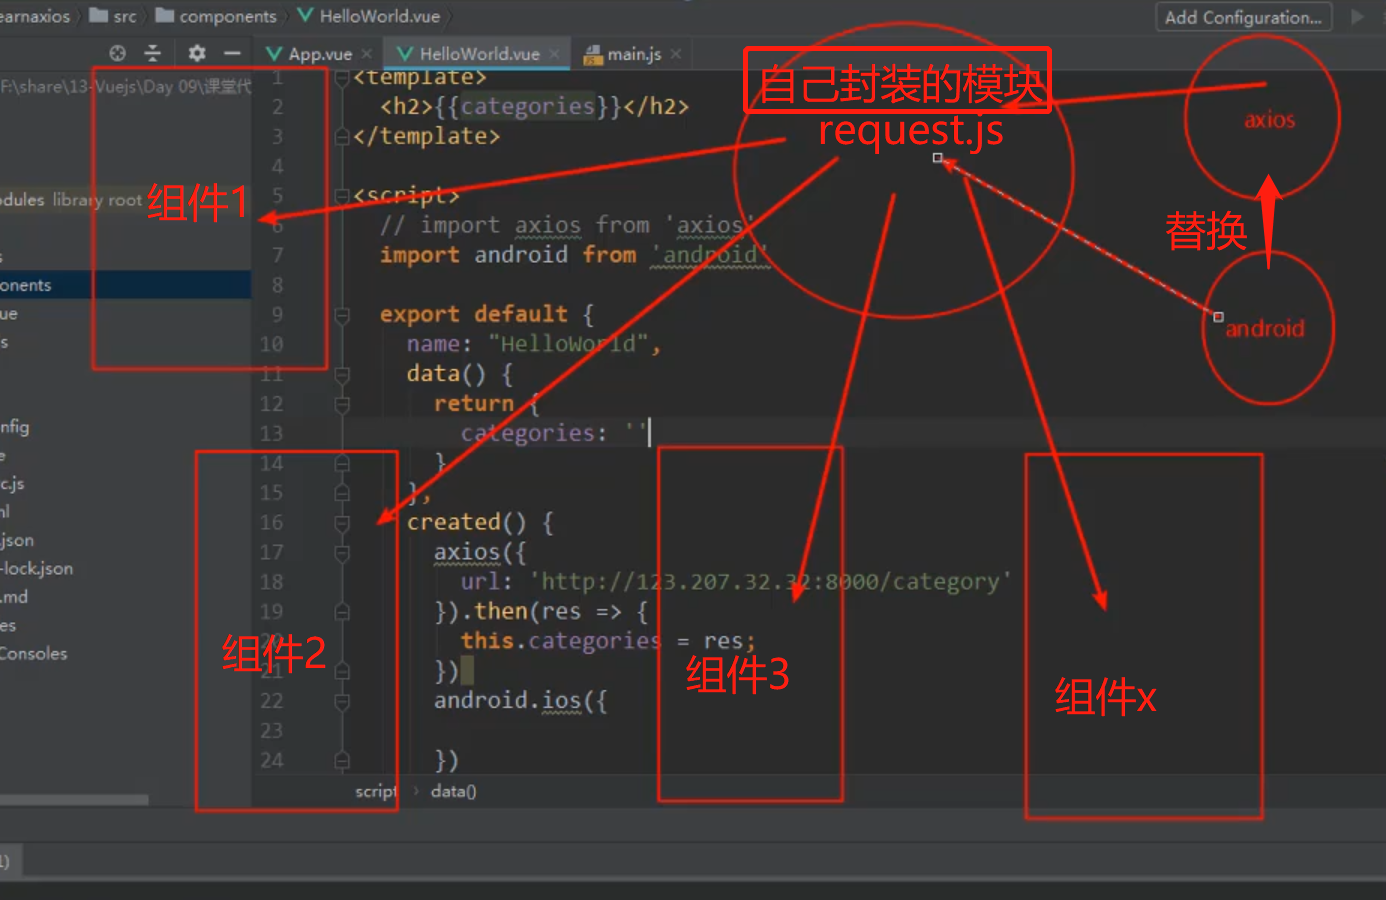 earnaxios src components HelloWorld.vue Add Configuration...
App.vue HelloWorld.vue main.js
F:\share\13-Vuejs\Day 09\课堂代
1 <template>
2 <h2>{{categories}}</h2>
3 </template>
4
5 <script>
6 // import axios from 'axios'
7 import android from 'android'
8
9 export default {
10 name: "HelloWorld",
11 data() {
12 return {
13 categories: ''
14 }
15 },
16 created() {
17 axios({
18 url: 'http://123.207.32.32:8000/category'
19 }).then(res => {
20 this.categories = res;
21 })
22 android.ios({
23
24 })
script data()
odules library root
s
onents
ue
s
nfig
e
c.js
ml
.json
-lock.json
.md
es
Consoles
自己封装的模块
request.js
axios
替换
android
组件1
组件2
组件3
组件x